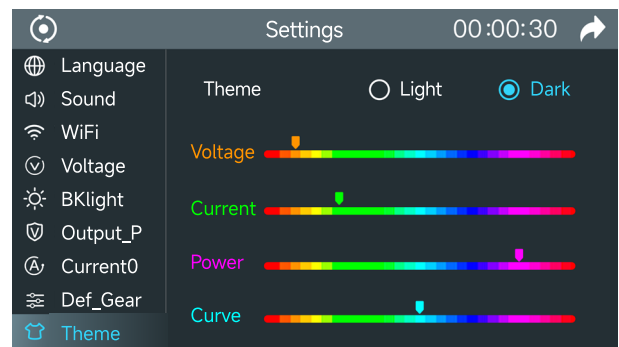 Settings 00:00:30
Language
Sound
WiFi
Voltage
BKlight
Output_P
Current0
Def_Gear
Theme
Theme Light Dark
Voltage
Current
Power
Curve